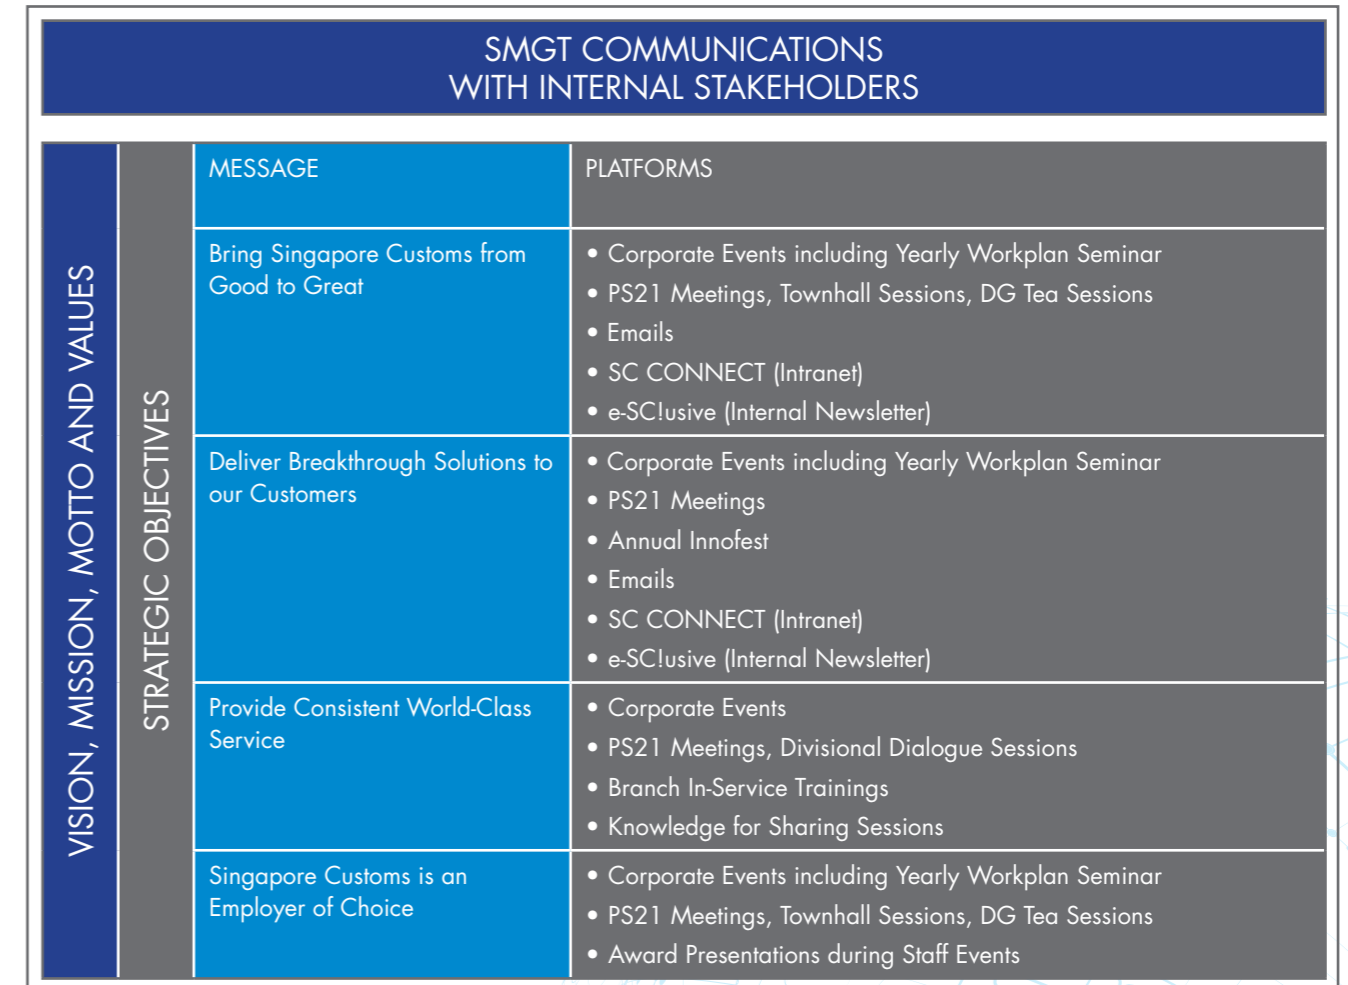 SMGT COMMUNICATIONS
WITH INTERNAL STAKEHOLDERS
VISION, MISSION, MOTTO AND VALUES
STRATEGIC OBJECTIVES
MESSAGE
PLATFORMS
Bring Singapore Customs from
Good to Great
• Corporate Events including Yearly Workplan Seminar
• PS21 Meetings, Townhall Sessions, DG Tea Sessions
• Emails
• SC CONNECT (Intranet)
• e-SC!usive (Internal Newsletter)
Deliver Breakthrough Solutions to
our Customers
• Corporate Events including Yearly Workplan Seminar
• PS21 Meetings
• Annual Innofest
• Emails
• SC CONNECT (Intranet)
• e-SC!usive (Internal Newsletter)
Provide Consistent World-Class
Service
• Corporate Events
• PS21 Meetings, Divisional Dialogue Sessions
• Branch In-Service Trainings
• Knowledge for Sharing Sessions
Singapore Customs is an
Employer of Choice
• Corporate Events including Yearly Workplan Seminar
• PS21 Meetings, Townhall Sessions, DG Tea Sessions
• Award Presentations during Staff Events